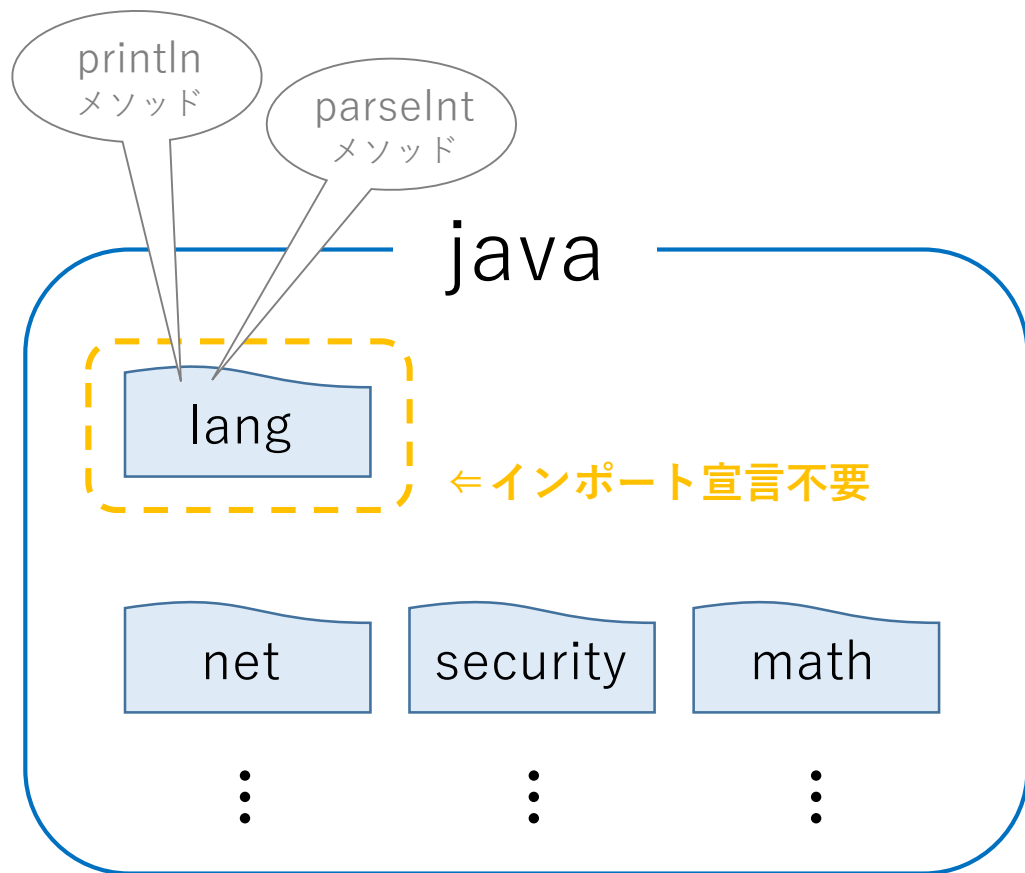 println
メソッド
parseInt
メソッド
java
lang
⇐インポート宣言不要
net
security
math